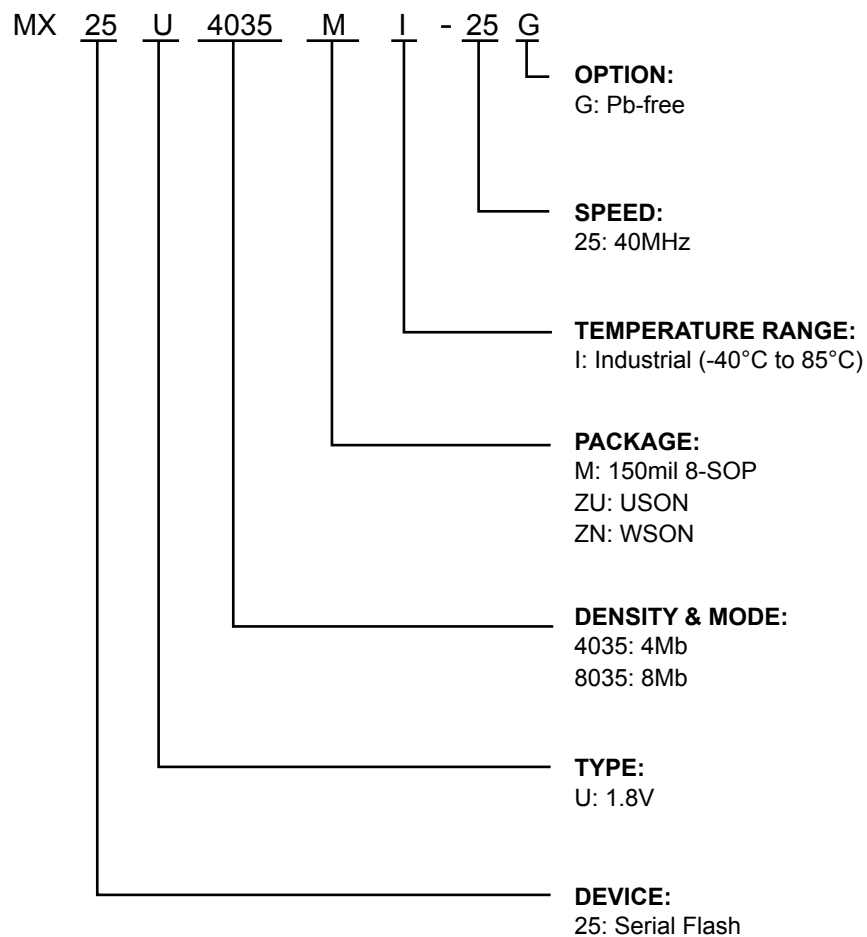 MX 25 U 4035 M I - 25 G
OPTION:
G: Pb-free
SPEED:
25: 40MHz
TEMPERATURE RANGE:
I: Industrial (-40°C to 85°C)
PACKAGE:
M: 150mil 8-SOP
ZU: USON
ZN: WSON
DENSITY & MODE:
4035: 4Mb
8035: 8Mb
TYPE:
U: 1.8V
DEVICE:
25: Serial Flash